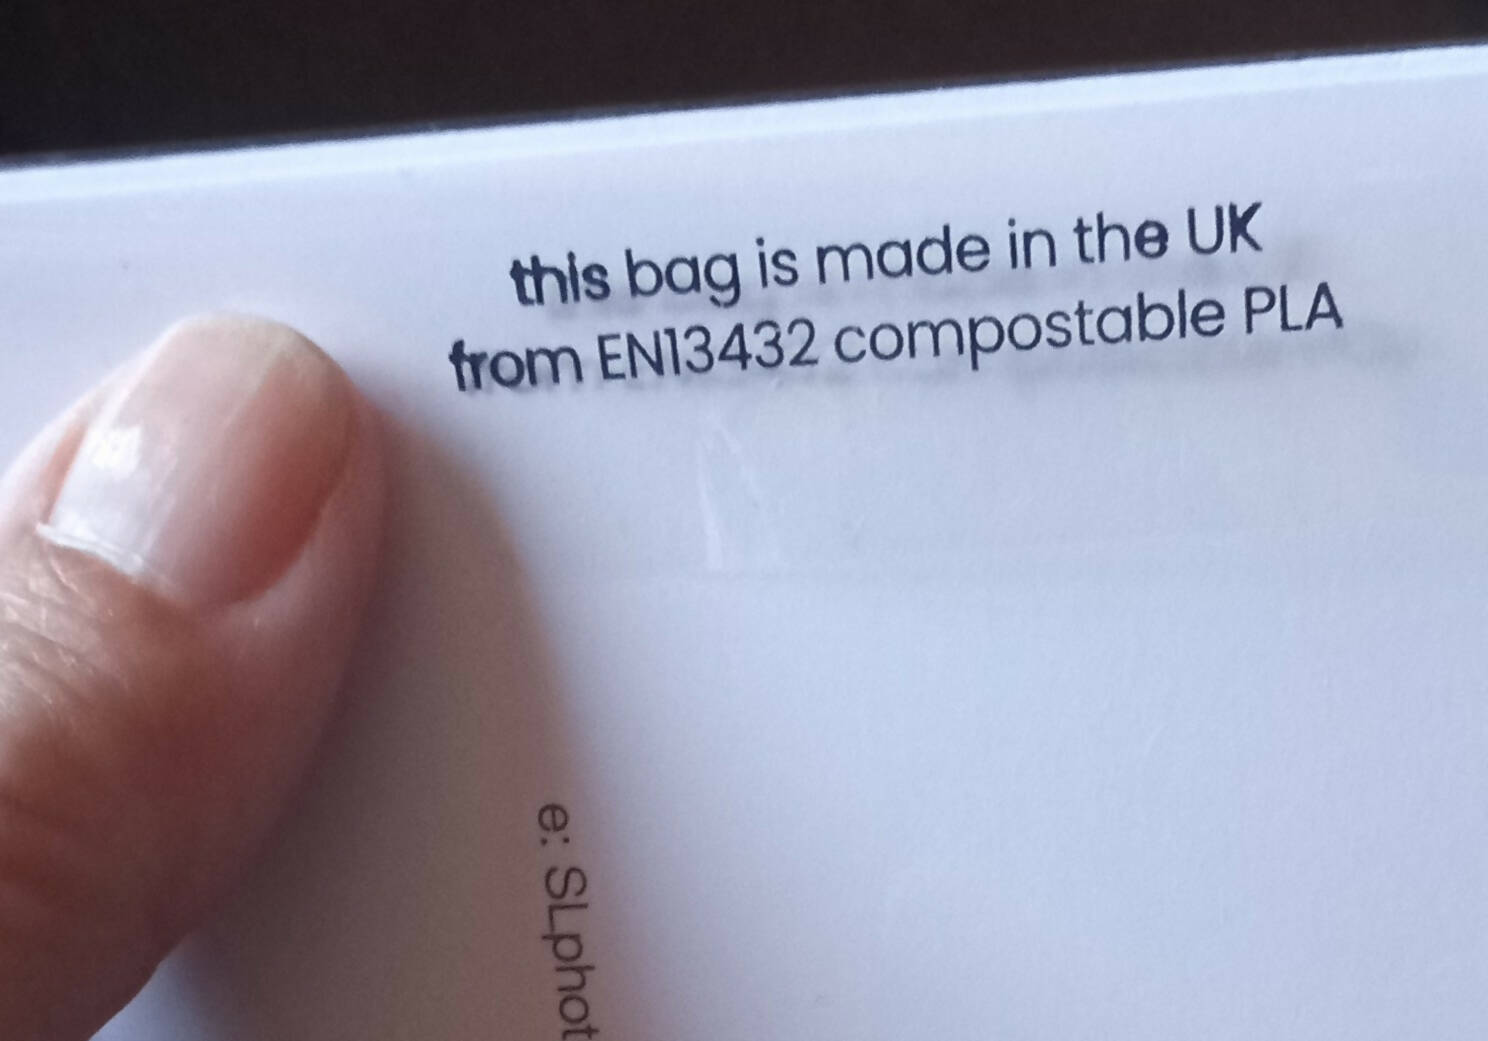 this bag is made in the UK
from EN13432 compostable PLA
e: SLphot